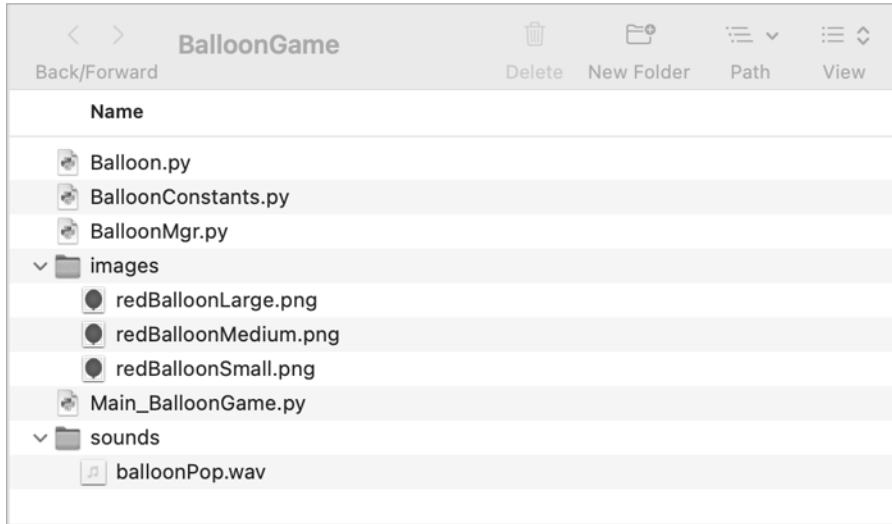 BalloonGame
Back/Forward Delete New Folder Path View
Name
Balloon.py
BalloonConstants.py
BalloonMgr.py
images
redBalloonLarge.png
redBalloonMedium.png
redBalloonSmall.png
Main_BalloonGame.py
sounds
balloonPop.wav